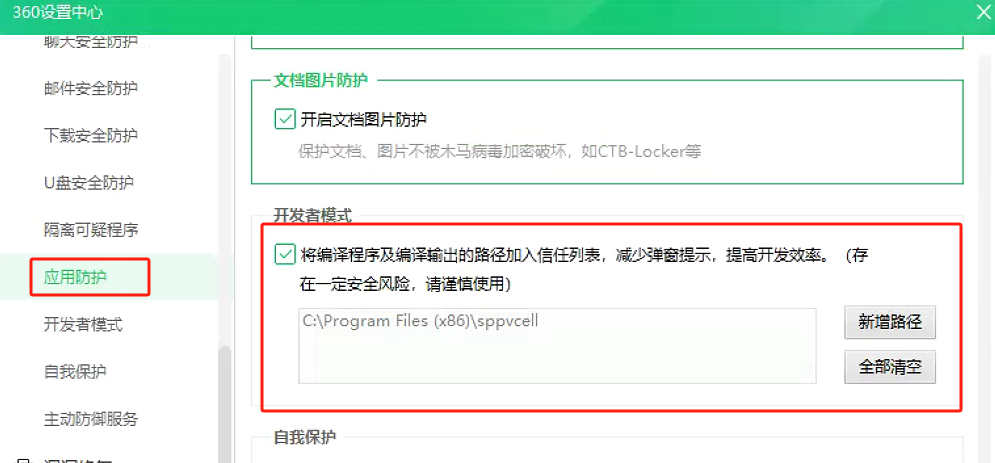 360设置中心
聊天安全防护
邮件安全防护
下载安全防护
U盘安全防护
隔离可疑程序
应用防护
开发者模式
自我保护
主动防御服务
文档图片防护
开启文档图片防护
保护文档、图片不被木马病毒加密破坏，如CTB-Locker等
开发者模式
将编译程序及编译输出的路径加入信任列表，减少弹窗提示，提高开发效率。（存
在一定安全风险，请谨慎使用）
C:\Program Files (x86)\sppvcell
新增路径
全部清空
自我保护